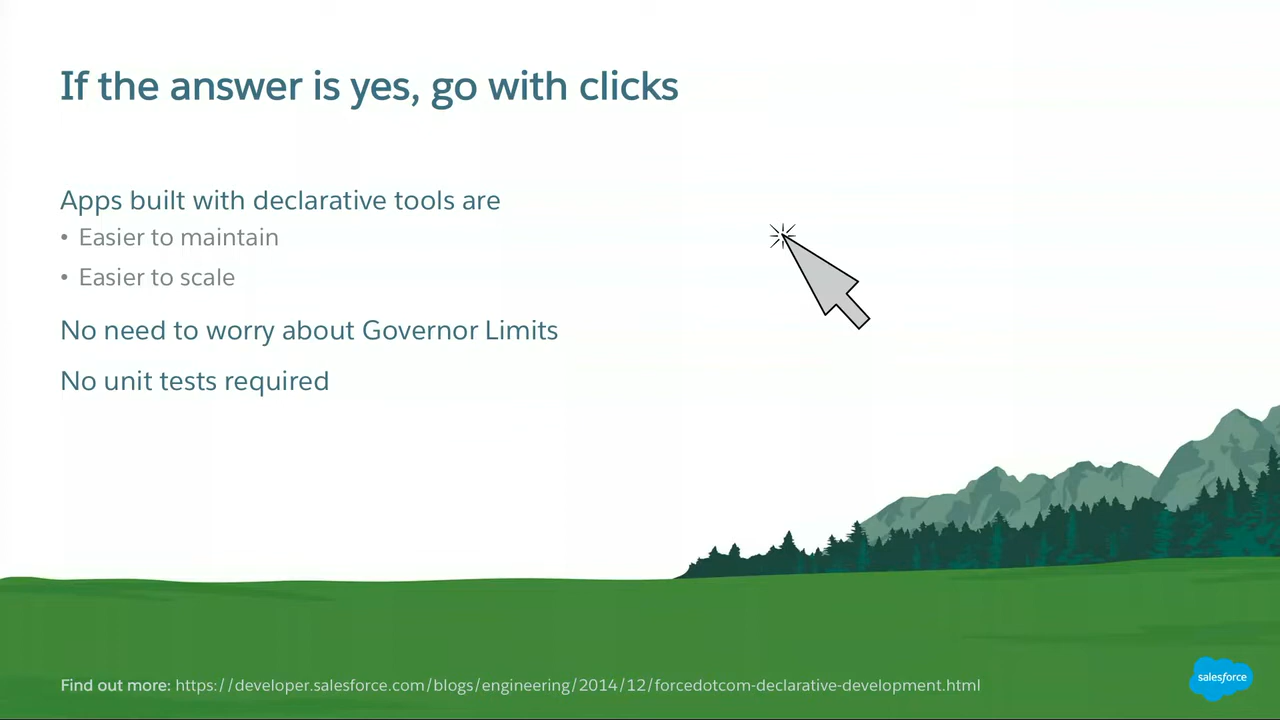 If the answer is yes, go with clicks
Apps built with declarative tools are
• Easier to maintain
• Easier to scale
No need to worry about Governor Limits
No unit tests required
Find out more: https://developer.salesforce.com/blogs/engineering/2014/12/forcedotcom-declarative-development.html
salesforce